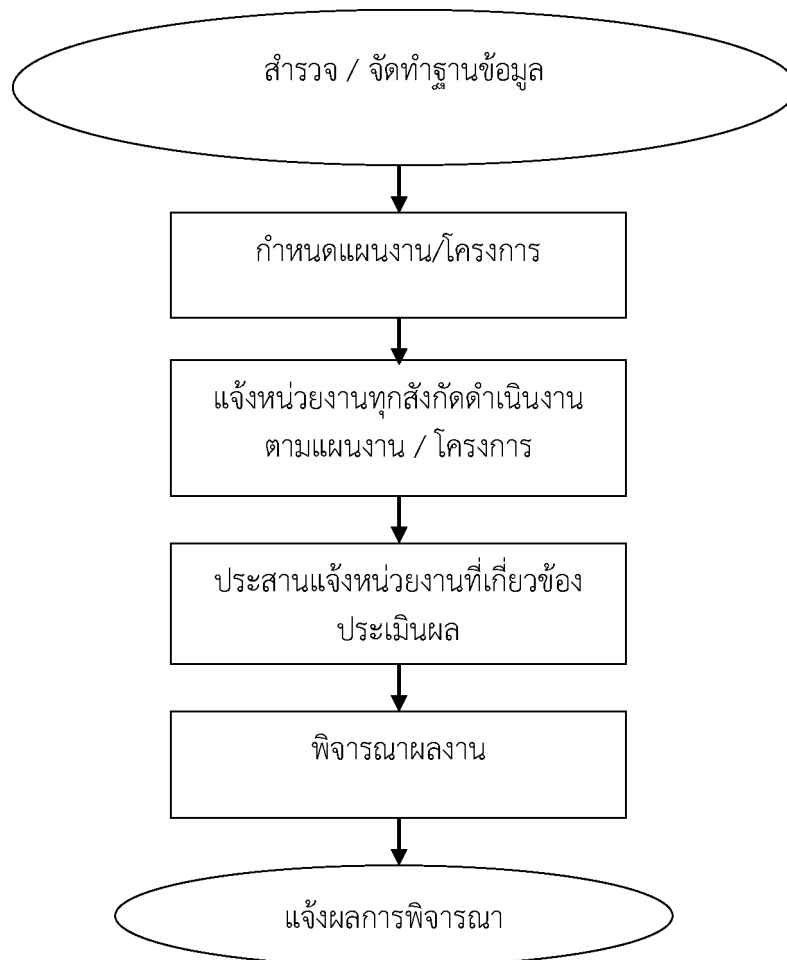 สำรวจ / จัดทำฐานข้อมูล
กำหนดแผนงาน/โครงการ
แจ้งหน่วยงานทุกสังกัดดำเนินงาน
ตามแผนงาน / โครงการ
ประสานแจ้งหน่วยงานที่เกี่ยวข้อง
ประเมินผล
พิจารณาผลงาน
แจ้งผลการพิจารณา